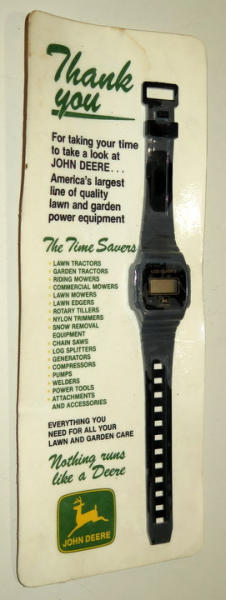 Thank
you
For taking your time
to take a look at
JOHN DEERE...
America's largest
line of quality
lawn and garden
power equipment
The Time Savers
• LAWN TRACTORS
• GARDEN TRACTORS
• RIDING MOWERS
• COMMERCIAL MOWERS
• LAWN MOWERS
• LAWN EDGERS
• ROTARY TILLERS
• NYLON TRIMMERS
• SNOW REMOVAL
EQUIPMENT
• CHAIN SAWS
• LOG SPLITTERS
• GENERATORS
• COMPRESSORS
• PUMPS
• WELDERS
• POWER TOOLS
• ATTACHMENTS
AND ACCESSORIES
EVERYTHING YOU
NEED FOR ALL YOUR
LAWN AND GARDEN CARE
Nothing runs
like a Deere
JOHN DEERE